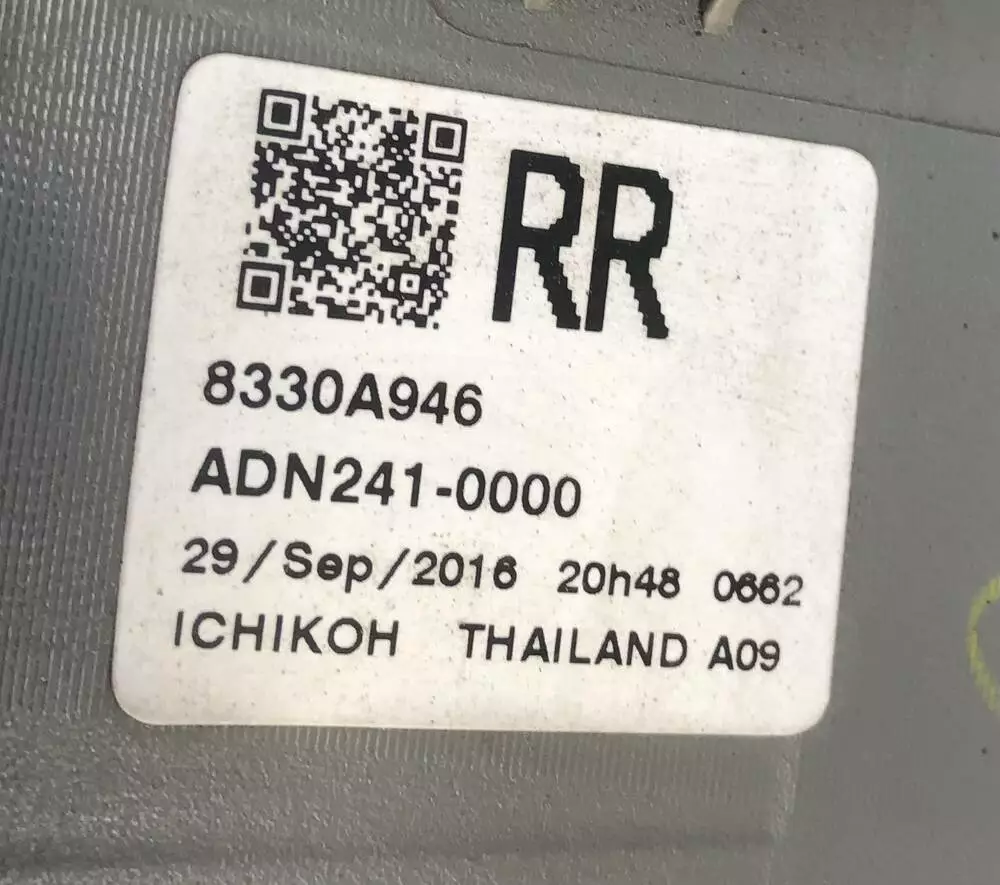 RR
8330A946
ADN241-0000
29/Sep/2016 20h48 0662
ICHIKOH THAILAND A09